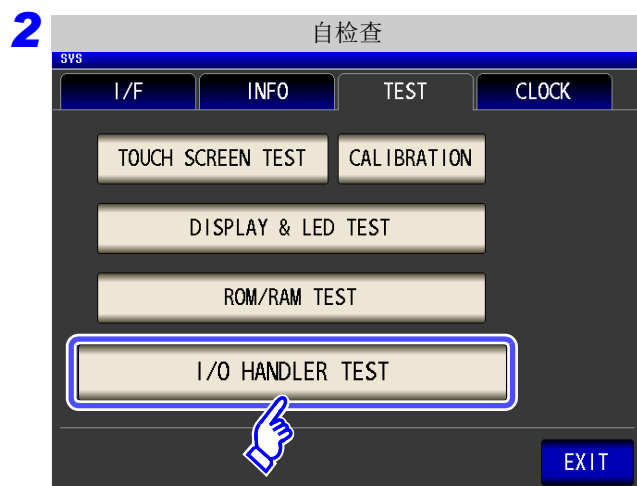 2
自检查
SYS
I/F INFO TEST CLOCK
TOUCH SCREEN TEST CALIBRATION
DISPLAY & LED TEST
ROM/RAM TEST
I/O HANDLER TEST
EXIT